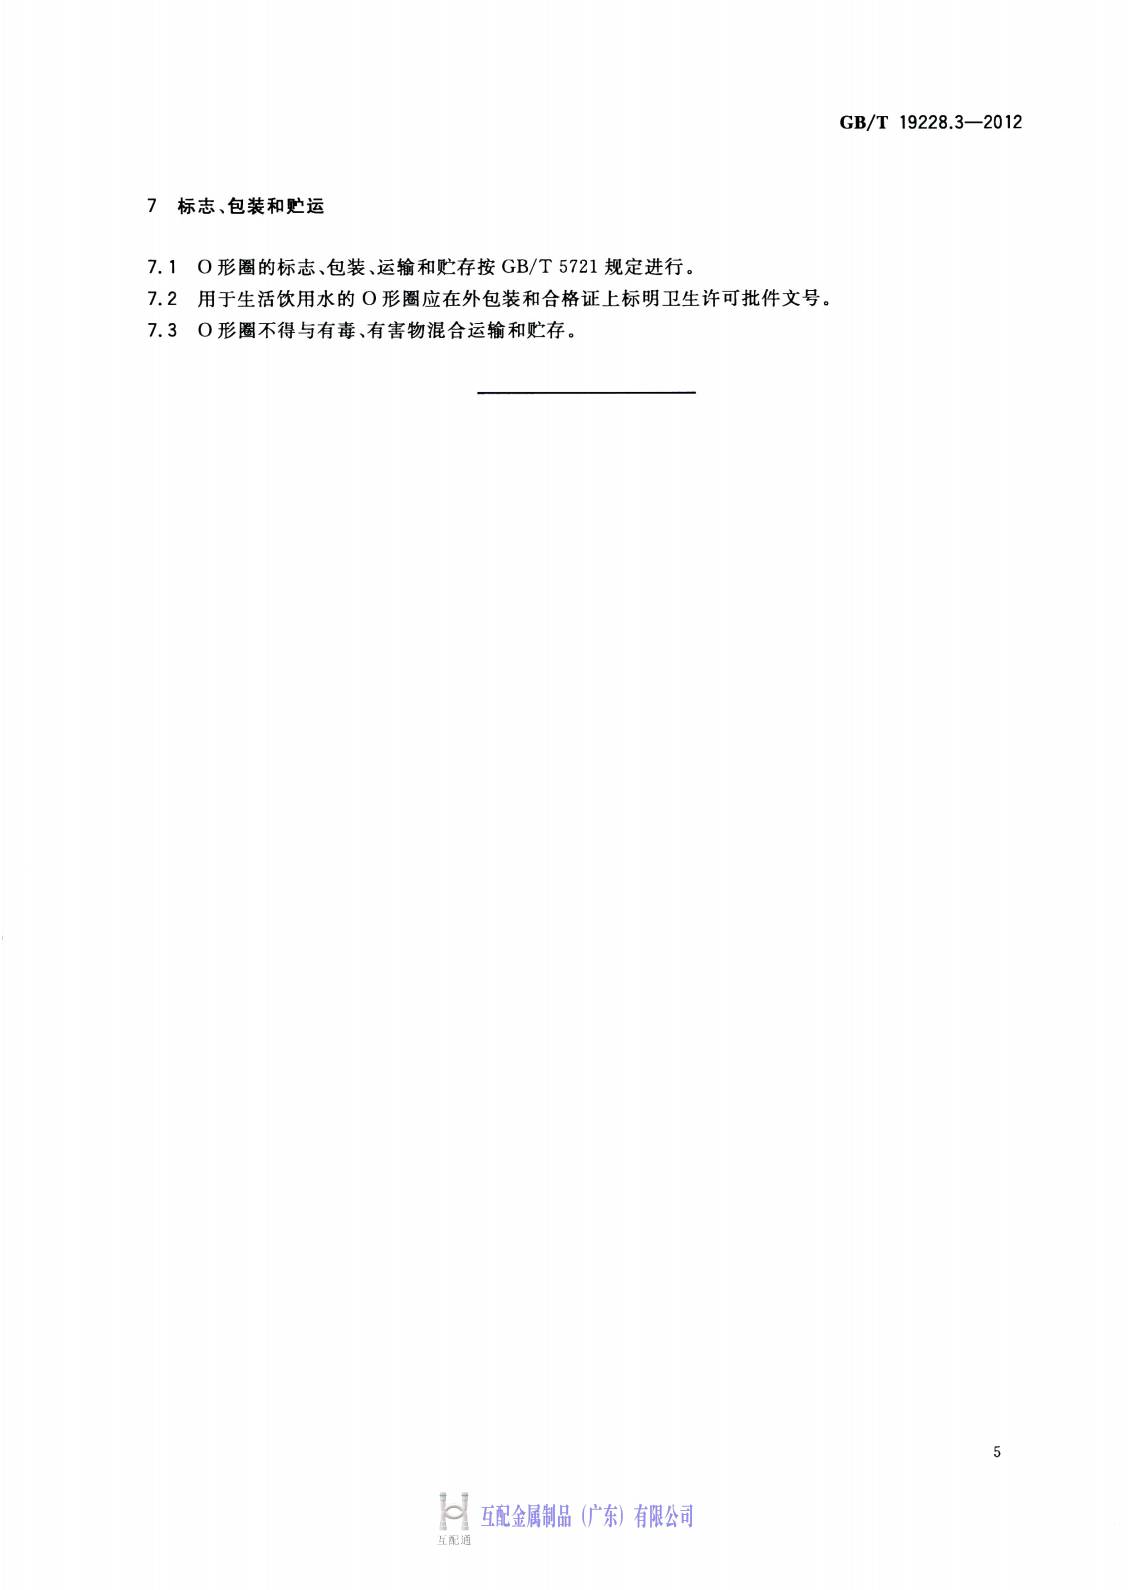 GB/T 19228.3—2012
7 标志、包装和贮运
7.1 O形圈的标志、包装、运输和贮存按 GB/T 5721 规定进行。
7.2 用于生活饮用水的 O 形圈应在外包装和合格证上标明卫生许可批件文号。
7.3 O形圈不得与有毒、有害物混合运输和贮存。
5
互配金属制品（广东）有限公司
互配通